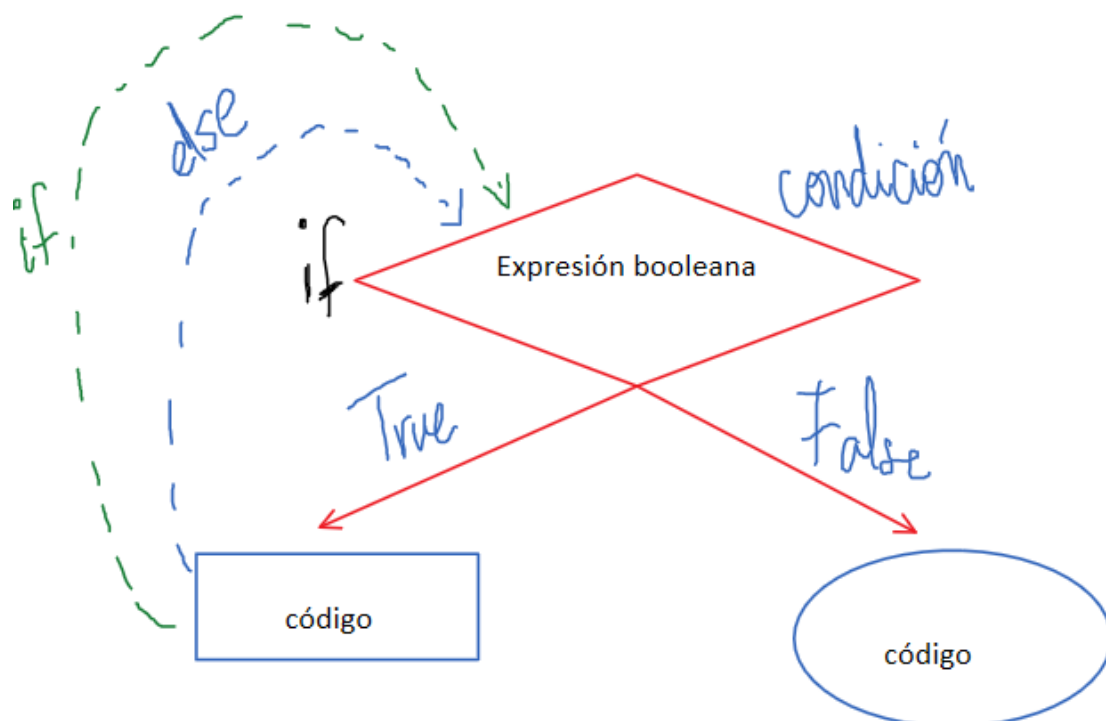 else
condición
if
if
Expresión booleana
True
False
código
código